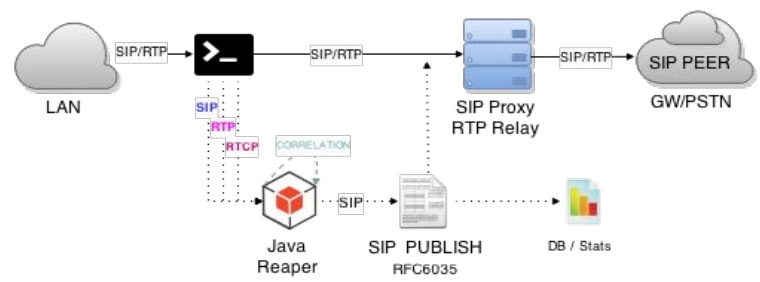 SIP/RTP
>_
SIP/RTP
SIP/RTP
SIP PEER
LAN
SIP Proxy
RTP Relay
GW/PSTN
SIP
RTP
RTCP
CORRELATION
SIP
Java
Reaper
SIP PUBLISH
RFC6035
DB / Stats